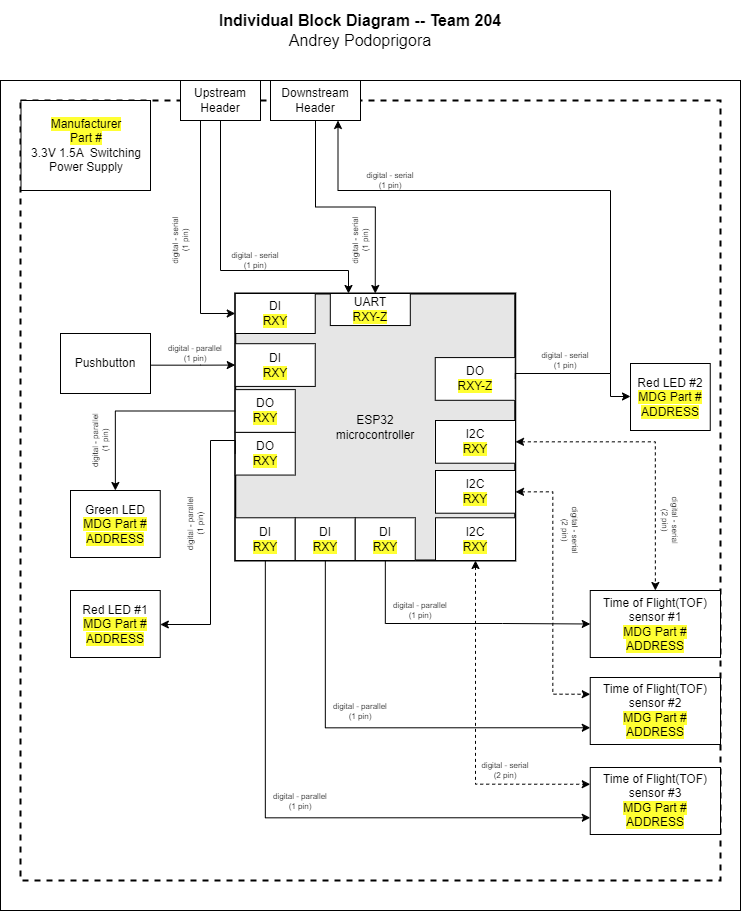 Individual Block Diagram -- Team 204
Andrey Podoprigora
Upstream
Header
Downstream
Header
Manufacturer
Part #
3.3V 1.5A Switching
Power Supply
digital - serial
(1 pin)
digital - serial
(1 pin)
digital - serial
(1 pin)
digital - serial
(1 pin)
DI
RXY
UART
RXY-Z
Pushbutton
digital - parallel
(1 pin)
DI
RXY
DO
RXY-Z
digital - serial
(1 pin)
Red LED #2
MDG Part #
ADDRESS
DO
RXY
DO
RXY
ESP32
microcontroller
I2C
RXY
I2C
RXY
I2C
RXY
digital - parallel
(1 pin)
Green LED
MDG Part #
ADDRESS
digital - parallel
(1 pin)
DI
RXY
DI
RXY
DI
RXY
digital - serial
(2 pin)
digital - serial
(2 pin)
Red LED #1
MDG Part #
ADDRESS
digital - parallel
(1 pin)
Time of Flight(TOF)
sensor #1
MDG Part #
ADDRESS
digital - parallel
(1 pin)
Time of Flight(TOF)
sensor #2
MDG Part #
ADDRESS
digital - serial
(2 pin)
digital - parallel
(1 pin)
Time of Flight(TOF)
sensor #3
MDG Part #
ADDRESS